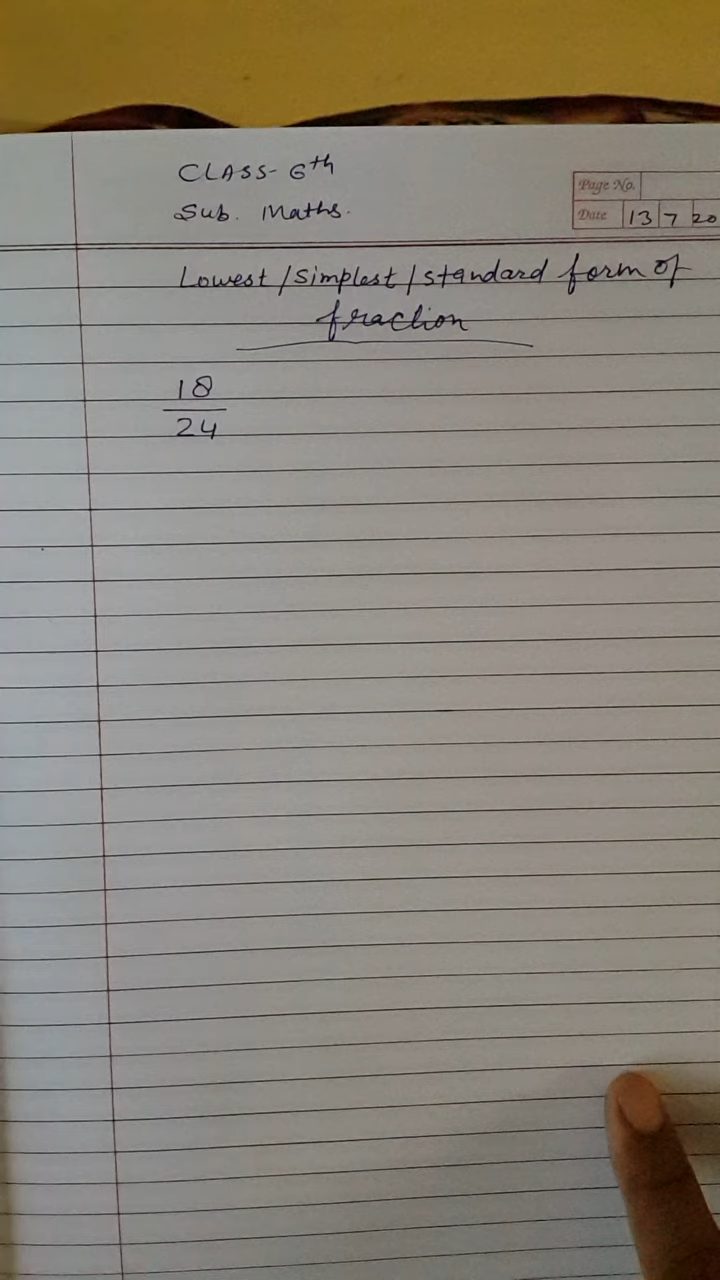 CLASS- 6th
Sub. Maths.
Page No.
Date 13 7 20
Lowest / Simplest / standard form of
fraction
18
24